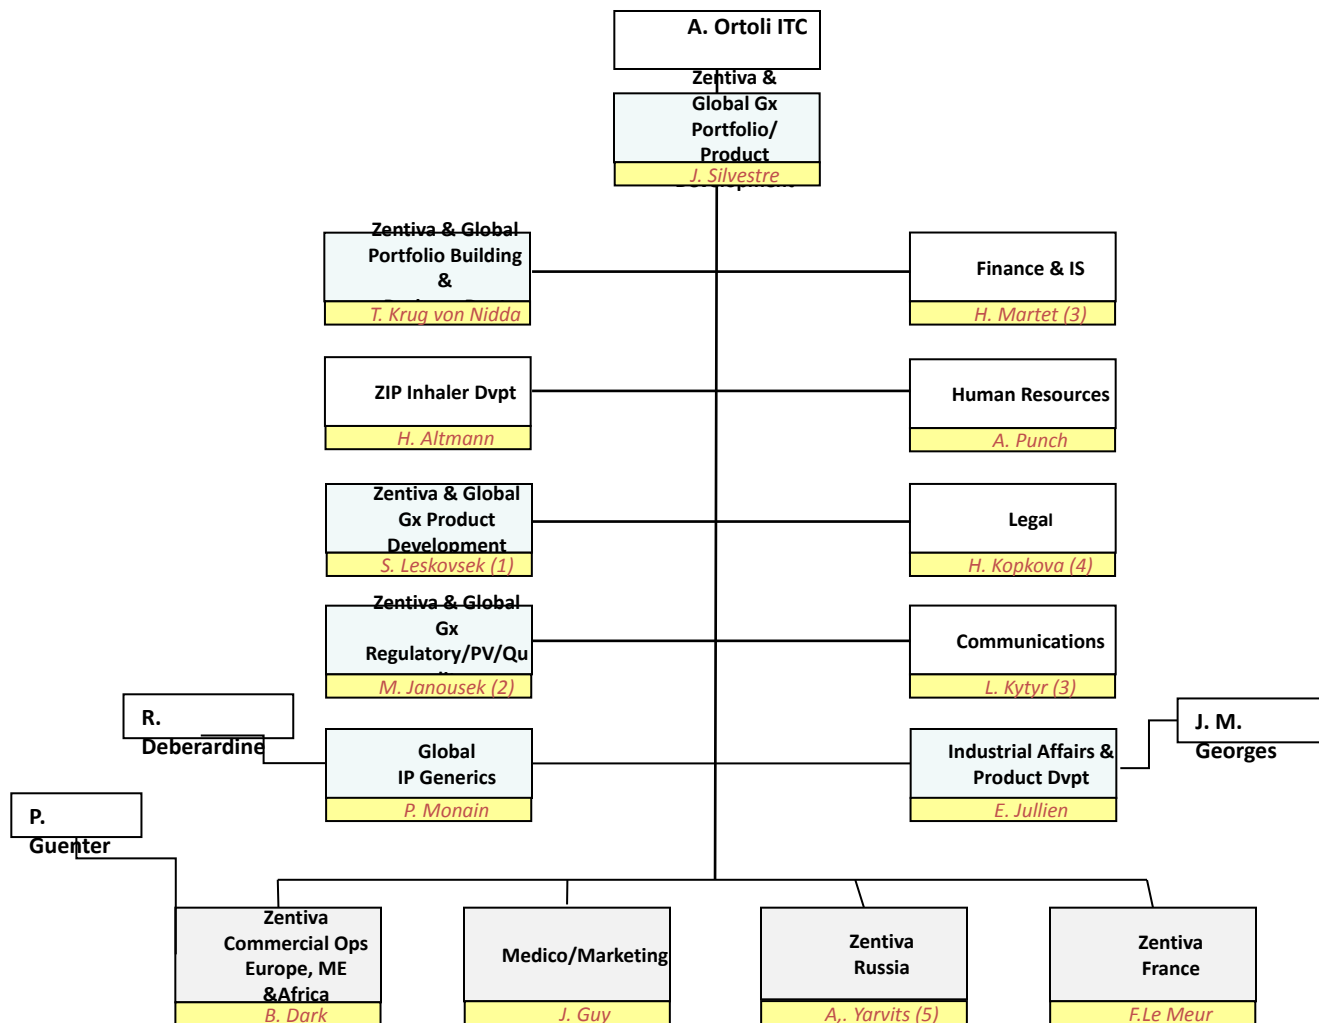 A. Ortoli ITC
Zentiva &
Global Gx
Portfolio/
Product
J. Silvestre
Zentiva & Global
Portfolio Building
&
T. Krug von Nidda
Finance & IS
H. Martet (3)
ZIP Inhaler Dvpt
H. Altmann
Human Resources
A. Punch
Zentiva & Global
Gx Product
Development
S. Leskovsek (1)
Legal
H. Kopkova (4)
Zentiva & Global
Gx
Regulatory/PV/Qu
M. Janousek (2)
Communications
L. Kytyr (3)
R.
Deberardine
Global
IP Generics
P. Monain
Industrial Affairs &
Product Dvpt
E. Jullien
J. M.
Georges
P.
Guenter
Zentiva
Commercial Ops
Europe, ME
&Africa
B. Dark
Medico/Marketing
J. Guy
Zentiva
Russia
A,. Yarvits (5)
Zentiva
France
F.Le Meur